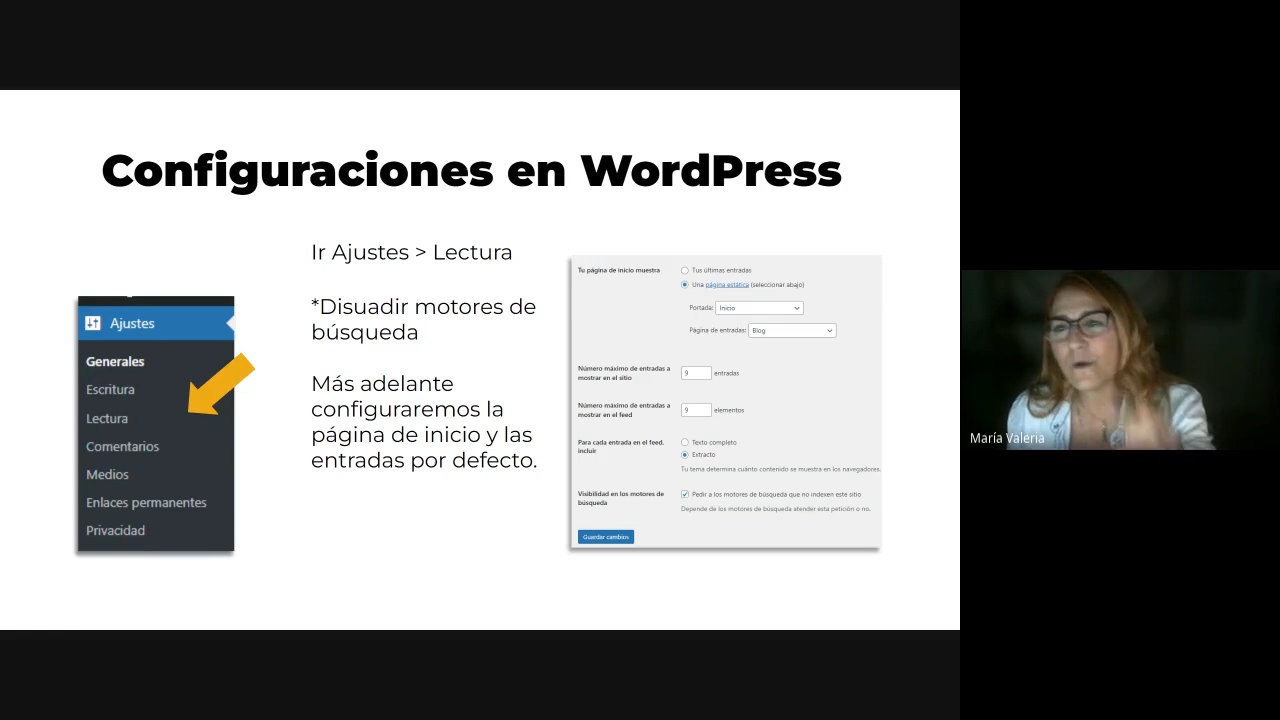 Configuraciones en WordPress
Ajustes
Generales
Escritura
Lectura
Comentarios
Medios
Enlaces permanentes
Privacidad
Ir Ajustes > Lectura
*Disuadir motores de
búsqueda
Más adelante
configuraremos la
página de inicio y las
entradas por defecto.
Tu página de inicio muestra
Tus últimas entradas
Una página estática (seleccionar abajo)
Portada: Inicio
Página de entradas: Blog
Número máximo de entradas a
mostrar en el sitio
9 entradas
Número máximo de entradas a
mostrar en el feed
9 elementos
Para cada entrada en el feed,
incluir
Texto completo
Extracto
Tu tema determina cuánto contenido se muestra en los navegadores.
Visibilidad en los motores de
búsqueda
Pedir a los motores de búsqueda que no indexen este sitio
Depende de los motores de búsqueda atender esta petición o no.
Guardar cambios
María Valeria